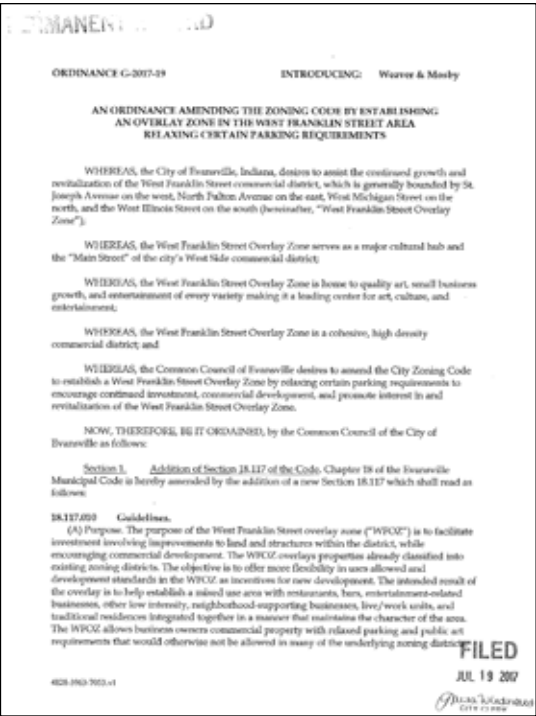 ORDINANCE G-2017-19 INTRODUCING: Weaver & Mosby
AN ORDINANCE AMENDING THE ZONING CODE BY ESTABLISHING
AN OVERLAY ZONE IN THE WEST FRANKLIN STREET AREA
RELAXING CERTAIN PARKING REQUIREMENTS
WHEREAS, the City of Evansville, Indiana, desires to assist the continued growth and
revitalization of the West Franklin Street commercial district, which is generally bounded by St.
Joseph Avenue on the west, North Fulton Avenue on the east, West Michigan Street on the
north, and the West Illinois Street on the south (hereinafter, "West Franklin Street Overlay
Zone");
WHEREAS, the West Franklin Street Overlay Zone serves as a major cultural hub and
the "Main Street" of the city's West Side commercial district;
WHEREAS, the West Franklin Street Overlay Zone is home to quality art, small business
growth, and entertainment of every variety making it a leading center for art, culture, and
entertainment;
WHEREAS, the West Franklin Street Overlay Zone is a cohesive, high density
commercial district; and
WHEREAS, the Common Council of Evansville desires to amend the City Zoning Code
to establish a West Franklin Street Overlay Zone by relaxing certain parking requirements to
encourage continued investment, commercial development, and promote interest in and
revitalization of the West Franklin Street Overlay Zone.
NOW, THEREFORE, BE IT ORDAINED, by the Common Council of the City of
Evansville as follows:
Section 1. Addition of Section 18.117 of the Code. Chapter 18 of the Evansville
Municipal Code is hereby amended by the addition of a new Section 18.117 which shall read as
follows:
18.117.010 Guidelines.
(A) Purpose. The purpose of the West Franklin Street overlay zone ("WFOZ") is to facilitate
investment involving improvements to land and structures within the district, while
encouraging commercial development. The WFOZ overlays properties already classified into
existing zoning districts. The objective is to offer more flexibility in uses allowed and
development standards in the WFOZ as incentives for new development. The intended result of
the overlay is to help establish a mixed use area with restaurants, bars, entertainment-related
businesses, other low intensity, neighborhood-supporting businesses, live/work units, and
traditional residences integrated together in a manner that maintains the character of the area.
The WFOZ allows business owners commercial property with relaxed parking and public art
requirements that would otherwise not be allowed in many of the underlying zoning
FILED
JUL 19 2017
CITY CLERK